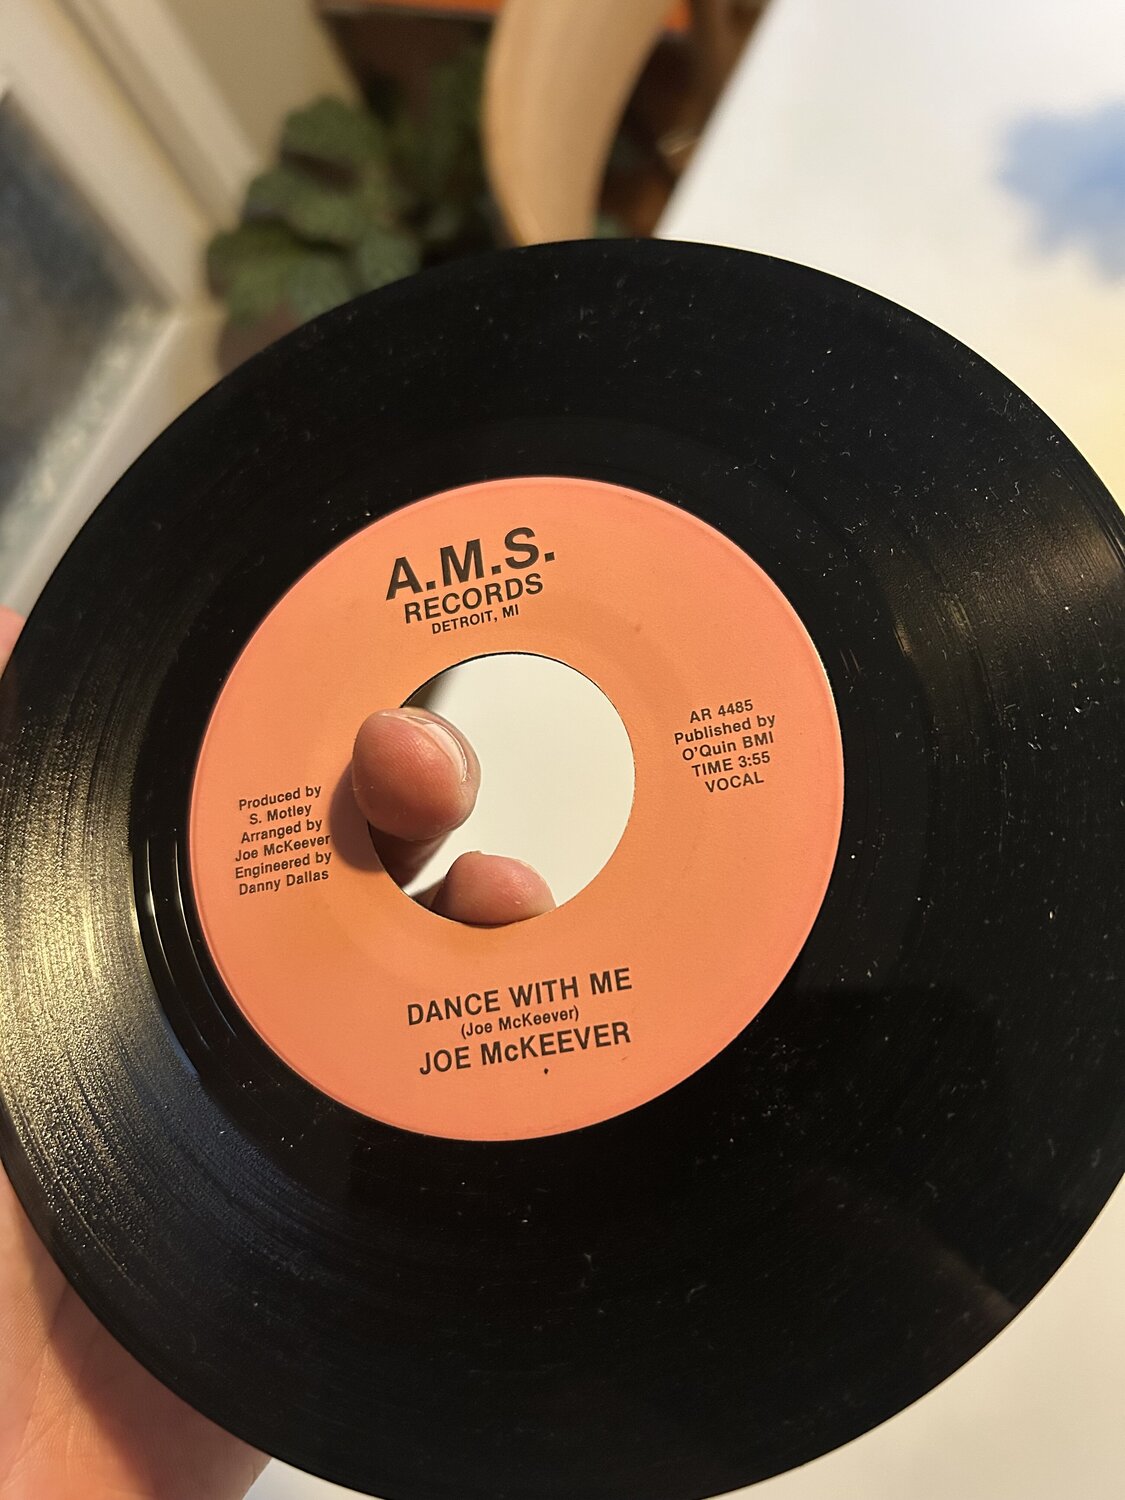 A.M.S.
RECORDS
DETROIT, MI
AR 4485
Published by
O'Quin BMI
TIME 3:55
VOCAL
Produced by
S. Motley
Arranged by
Joe McKeever
Engineered by
Danny Dallas
DANCE WITH ME
(Joe McKeever)
JOE McKEEVER